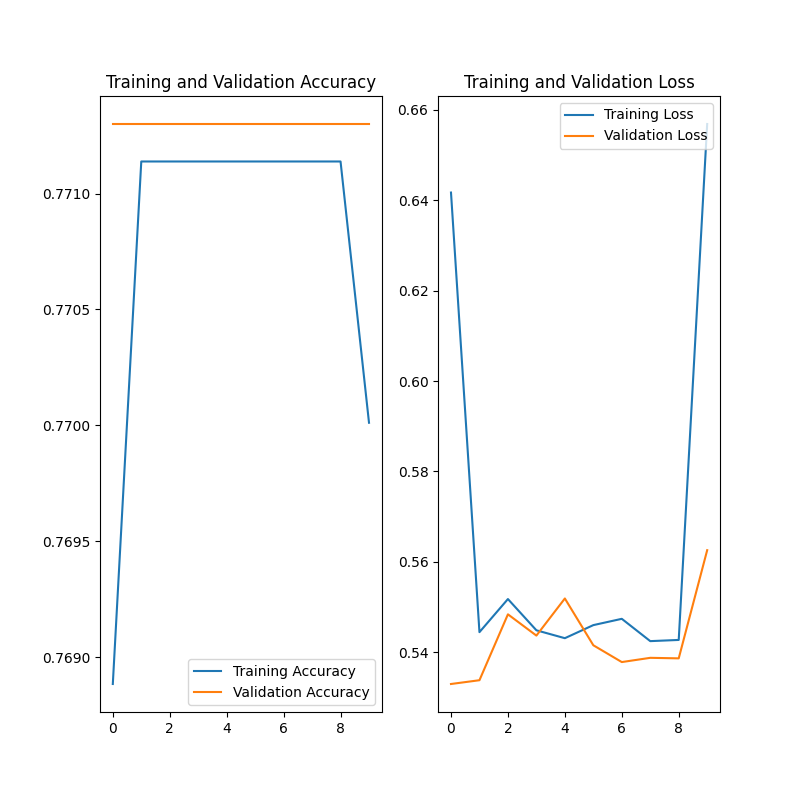 Training and Validation Accuracy
0.7710
0.7705
0.7700
0.7695
0.7690
0 2 4 6 8
Training Accuracy
Validation Accuracy
Training and Validation Loss
0.66
0.64
0.62
0.60
0.58
0.56
0.54
0 2 4 6 8
Training Loss
Validation Loss